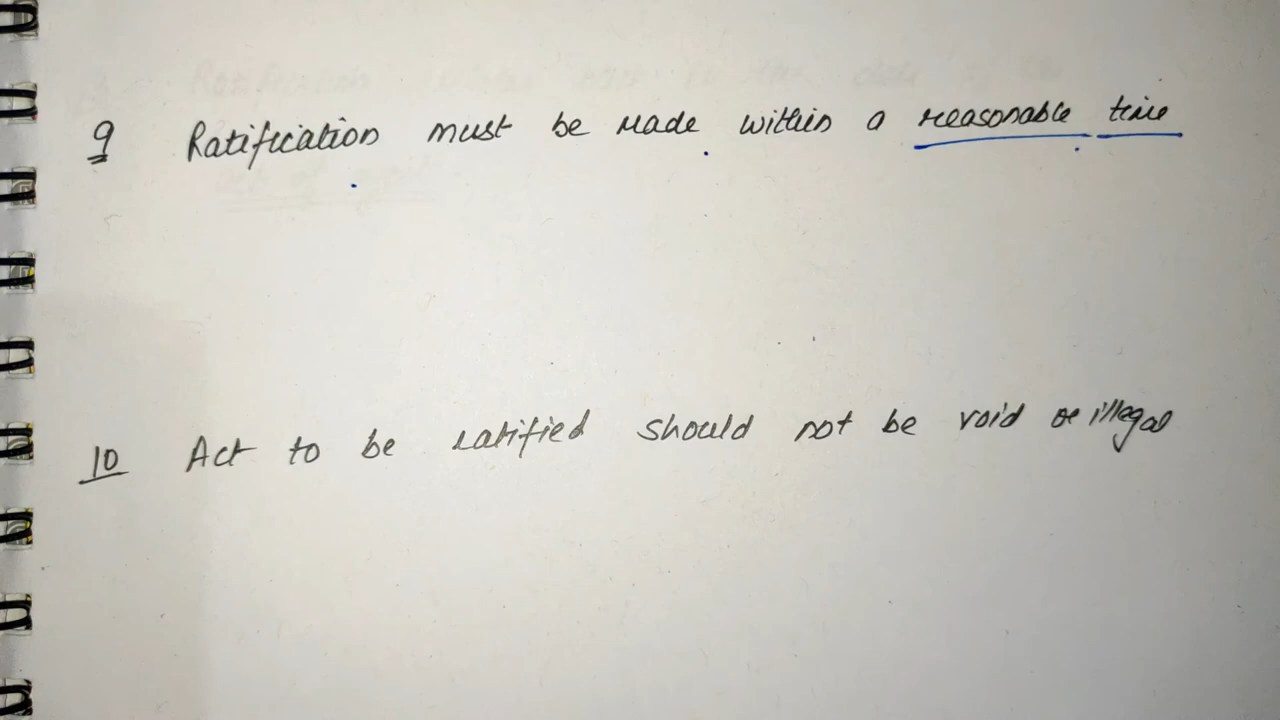 9 Ratification must be made within a reasonable time
10 Act to be ratified should not be void or illegal